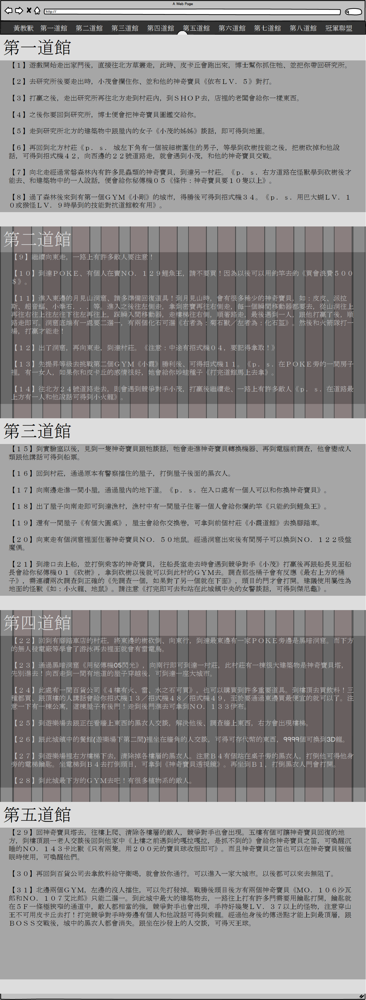 A Web Page
http://
黃教獸 第一道館 第二道館 第三道館 第四道館 第五道館 第六道館 第七道館 第八道館 冠軍聯盟
第一道館
【１】遊戲開始走出家門後，直接往北方草叢走，此時、皮卡丘會跑出來，博士幫你抓住牠、並把你帶回研究所。
【２】去研究所後要走出時，小茂會攔住你、並和他的神奇寶貝《依布ＬＶ．５》對打。
【３】打贏之後，走出研究所再往北方走到村莊內，到ＳＨＯＰ去，店裡的老闆會給你一樣東西。
【４】之後你要回到研究所，博士便會把神奇寶貝圖鑑交給你。
【５】走到研究所北方的建築物中跟屋內的女子《小茂的姊姊》談話，即可得到地圖。
【６】再回到北方村莊《ｐ．ｓ． 城左下角有一個被細樹圍住的男子，等學到砍樹技能之後，把樹砍掉和他說
話，可得到招式機４２，向西邊的２２號道路走，就會遇到小茂，和他的神奇寶貝交戰。
【７】向北走經過常磐森林內有許多昆蟲類的神奇寶貝，到達另一村莊。《ｐ．ｓ．右方道路在怪獸學到砍樹後才
能去、和建築物中的一人說話，便會給你秘傳機０５《條件：神奇寶貝要１０隻以上》。
【８】過了森林後來到有第一個ＧＹＭ《小剛》的城市，得勝後可得到招式機３４。《ｐ．ｓ．用巴大蝴ＬＶ．１
０或猴怪ＬＶ．９時學到的技能對抗道館較有用》。
第二道館
【９】繼續向東走，一路上有許多敵人要注意！
【１０】到達ＰＯＫＥ、有個人在賣ＮＯ．１２９鯉魚王，請不要買！因為以後可以用釣竿去釣《買會浪費５００
＄》。
【１１】進入東邊的月見山洞窟、請多準備回復道具！到月見山時，會有很多稀少的神奇寶貝，如：皮皮、派拉
斯、超音蝠、小拳石．．．等。進入之後往左側走，拿到密寶再往右側走，每一個瞬間移動器都要去，從山洞往上
再往右往上往左往下往左再往上，踩瞬入間移動器，走樓梯往右側，順著路走，最後遇到一人，跟他打贏了後，順
路走即可。洞窟底端有一處要二選一，有兩個化石可選《右者為：菊石獸／左者為：化石盔》。然後和火箭隊打一
場，打贏才能走！
【１２】出了洞窟，再向東走，到達村莊。《注意：中途有招式機０４，要記得拿取！》
【１３】先提昇等級去挑戰第二個ＧＹＭ《小霞》勝利後、可得招式機１１。《ｐ．ｓ．在ＰＯＫＥ旁的一間房子
裡，有一女人，如果你和皮卡丘的感情很好，她會給你妙蛙種子《打完道館馬上去拿》。
【１４】往北方２４號道路走去，則會遇到競爭對手小茂，打贏後繼續走、一路上有許多敵人《ｐ．ｓ．在道路最
上方有一人和他說話可得到小火龍》。
第三道館
【１５】到實驗室以後，見到一隻神奇寶貝跟牠談話，牠會走進神奇寶貝轉換機器、再到電腦前調查，他會變成人
類跟他講話可得到船票。
【１６】回到村莊，通過原本有警察擋住的屋子，打倒屋子後面的黑衣人。
【１７】向南邊走進一間小屋，通過屋內的地下道。《ｐ．ｓ．在入口處有一個人可以和你換神奇寶貝》。
【１８】出了屋子向南走即可到達漁村，漁村中有一間屋子住著一個人會給你爛釣竿《只能釣到鯉魚王》。
【１９】還有一間屋子《有個大圓桌》，屋主會給你交換卷，可拿到前個村莊《小霞道館》去換腳踏車。
【２０】向東走有個洞窟裡面住著神奇寶貝ＮＯ．５０地鼠。經過洞窟出來後有間房子可以換到ＮＯ．１２２吸盤
魔偶。
【２１】到港口去上船，並打倒乘客的神奇寶貝，往船長室走去時會遇到競爭對手《小茂》打贏後再跟船長見面船
長會給你秘傳機０１《砍樹》，拿到砍樹以後就可以到此村的ＧＹＭ去。調查那些桶子會有反應《最右上方的桶
子》，需連續兩次調查到正確的《先調查一個，如果對了另一個就在下面》，頭目的門才會打開。建議使用屬性為
地面的怪獸《如：小火龍、地鼠》。請注意《打完即可去和站在此城鎮中央的女警談話，可得到傑尼龜》。
第四道館
【２２】回到有腳踏車店的村莊，將東邊的樹砍倒、向東行，到達最東邊有一家ＰＯＫＥ旁邊是黑暗洞窟。而下方
的無人發電廠等學會了游泳再去裡面就會有雷電鳥。
【２３】通過黑暗洞窟《用秘傳機05閃光》，向南行即可到達一村莊，此村莊有一棟很大建築物是神奇寶貝塔，
先別進去！向西走到一間有地道的屋子穿越後，可到達一座大城市。
【２４】此處有一間百貨公司《４樓有火、雷、水之石可買》，也可以購買到許多重要道具。到樓頂去買飲料！三
種都買、跟頂樓的人講話會給你招式機１３／招式機４８／招式機４９，至於要通過東邊買最便宜的就可以了。注
意一下有一棟公寓，這棟屋子有後門！走到後門進去可拿到ＮＯ．１３３伊布。
【２５】到遊樂場去跟正在看牆上東西的黑衣人交談，解決他後、調查牆上東西，右方會出現樓梯。
【２６】跟此城鎮中的餐館(遊樂場下第二間)裡坐在牆角的人交談，可得可存代幣的東西，9999個可換到3D龍。
【２７】到遊樂場裡右方樓梯下去，清除掉各樓層的黑衣人。注意Ｂ４有個站在桌子旁的黑衣人，打倒他可得他身
旁的電梯鑰匙。坐電梯到Ｂ４去打倒頭目，可拿到《神奇寶貝透視鏡》。再坐到Ｂ１，打倒黑衣人門會打開。
【２８】到此城最下方的ＧＹＭ去吧！有很多植物系的敵人。
第五道館
【２９】回神奇寶貝塔去，往樓上爬、清除各樓層的敵人，競爭對手也會出現。五樓有個可讓神奇寶貝回復的地
方，到樓頂跟一老人交談後回到他家中《上樓之前遇到的嘎拉嘎拉，是抓不到的》會給你神奇寶貝之笛，可喚醒沉
睡的ＮＯ．１４３卡比獸《只有兩隻。用２００元的寶貝球收服即可》。而且神奇寶貝之笛也可以在神奇寶貝被催
眠時使用，可喚醒他們。
【３０】再回到百貨公司去拿飲料給守衛喝，就會放你通行。可以進入一家大城市。以後都可以來去無阻了。
【３１】北邊兩個ＧＹＭ，左邊的沒人擋住，可以先打發掉。戰勝後頭目後方有兩個神奇寶貝《ＭＯ．１０６沙瓦
郎和ＮＯ．１０７艾比郎》只能二選一。到此城中最大的建築物去，一路往上打有許多門需要用鑰匙打開，鑰匙就
在５Ｆ一條極狹窄的通道中，敵人都相當的強，競爭對手也會出現，手持好幾隻ＬＶ．３７以上的怪物，注意穿山
王不可用皮卡丘去打！打完競爭對手時旁邊有個人和他說話可得到乘龍。經過他身後的傳送點才能上到最頂層，跟
ＢＯＳＳ交戰後，城中的黑衣人都會消失。跟坐在沙發上的人交談，可得天王球。